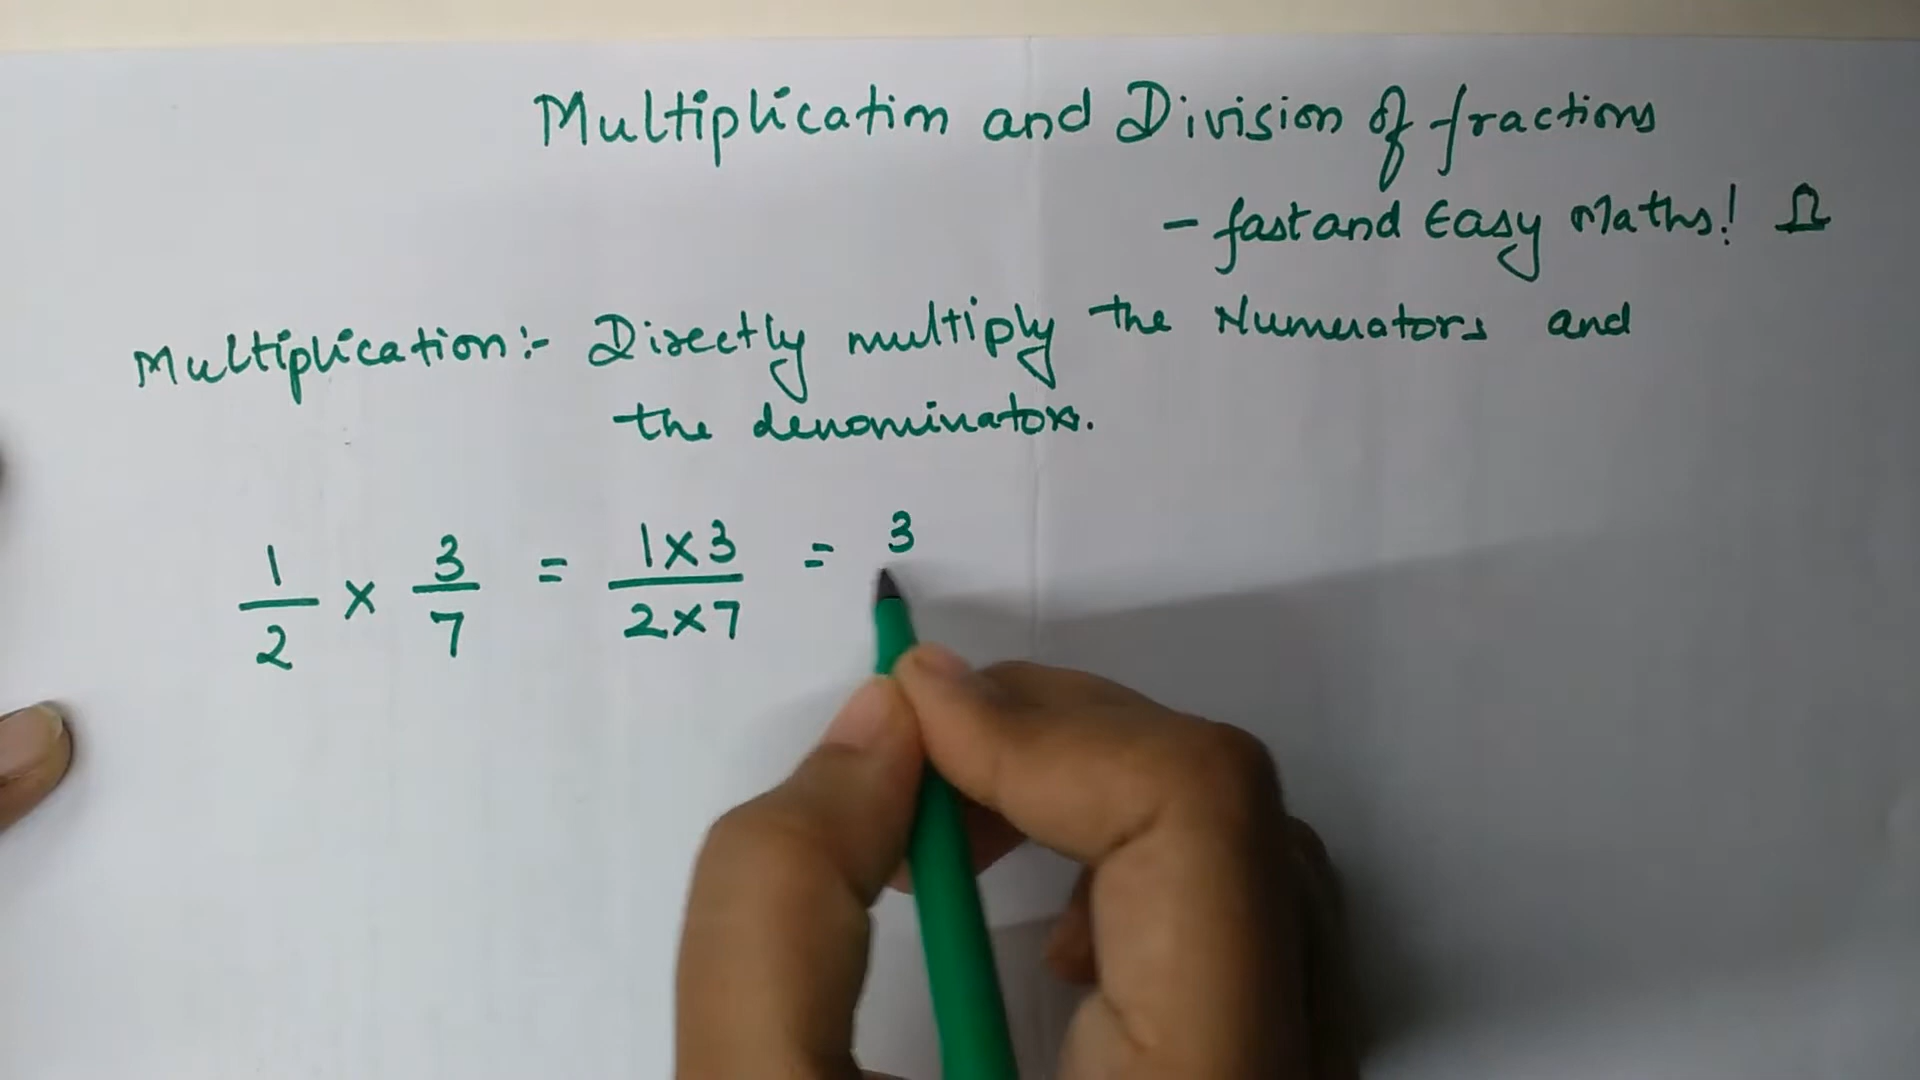 Multiplication and Division of fractions
- fast and Easy Maths! Ω
Multiplication:- Directly multiply the Numerators and
the denominators.
1/2 × 3/7 = 1×3/2×7 = 3